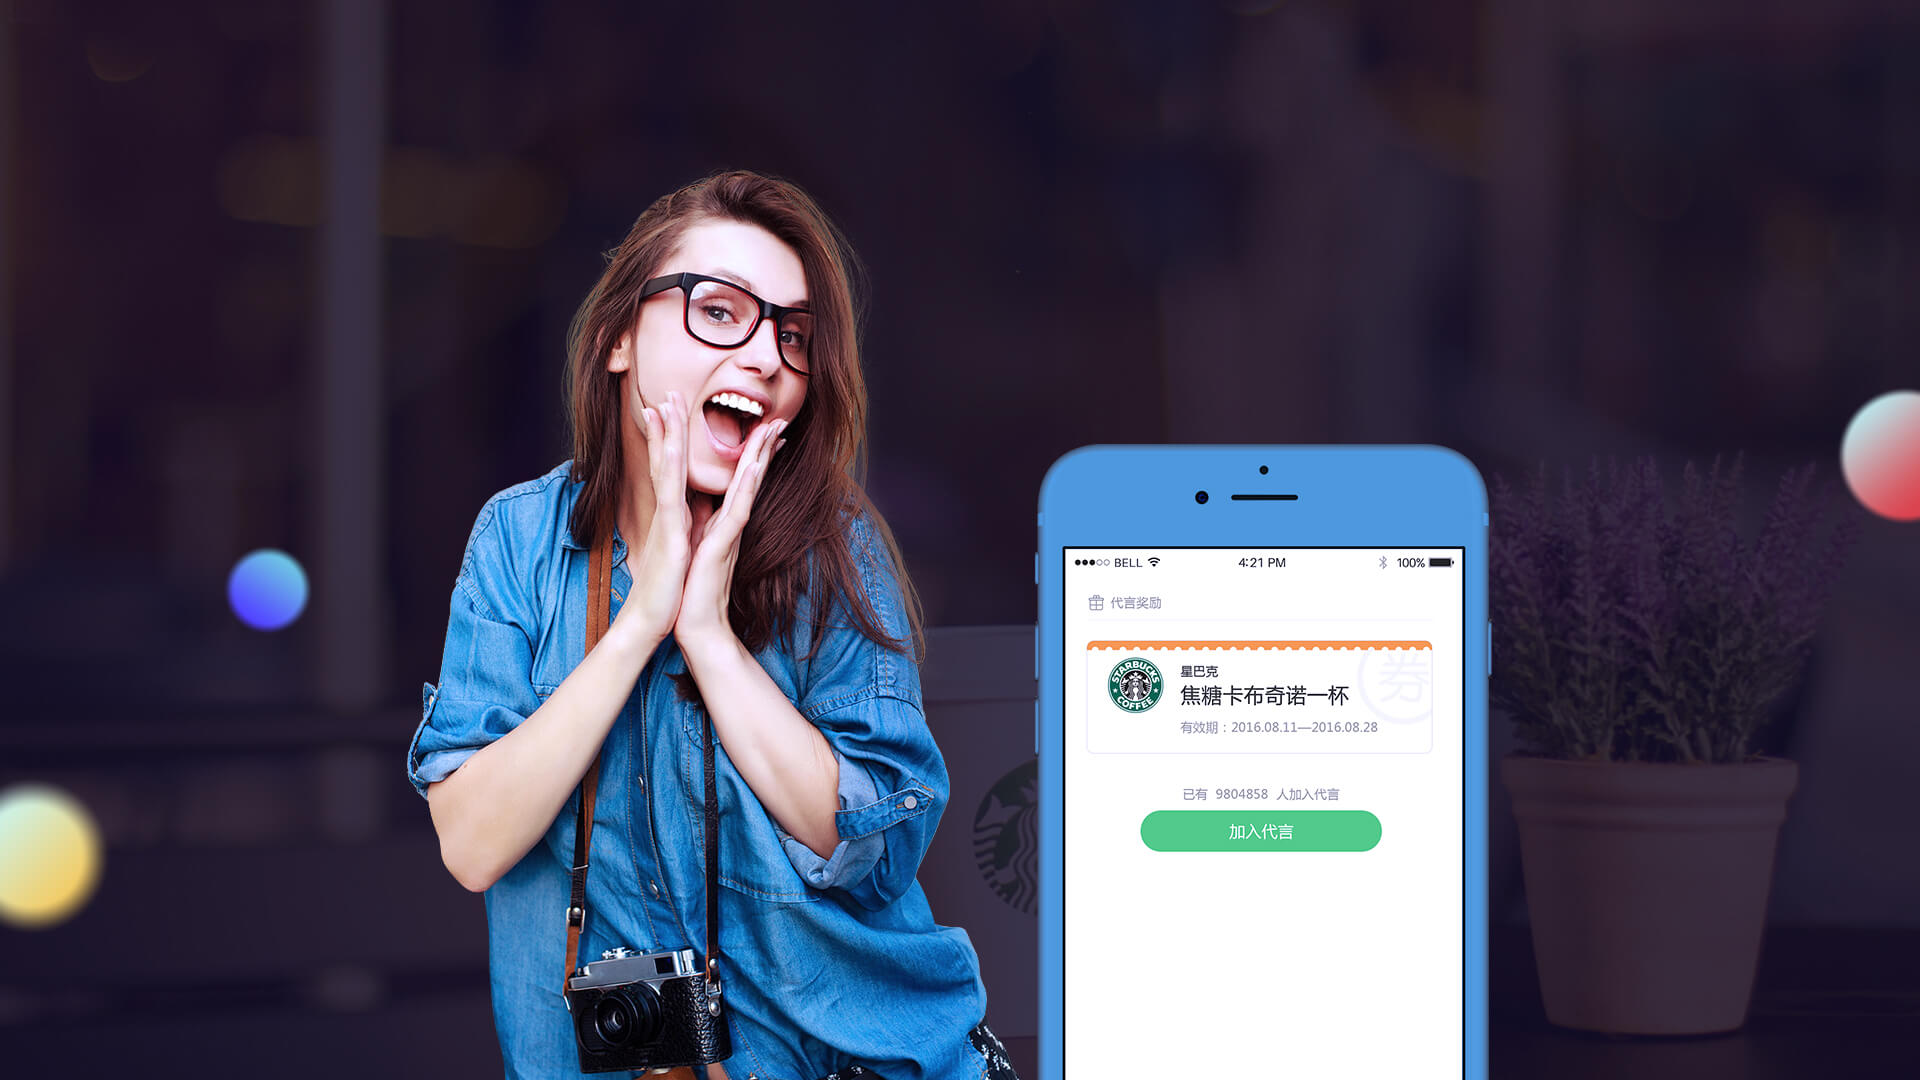 BELL 4:21 PM 100%
代言奖励
券
STARBUCKS COFFEE
星巴克
焦糖卡布奇诺一杯
有效期：2016.08.11—2016.08.28
已有 9804858 人加入代言
加入代言